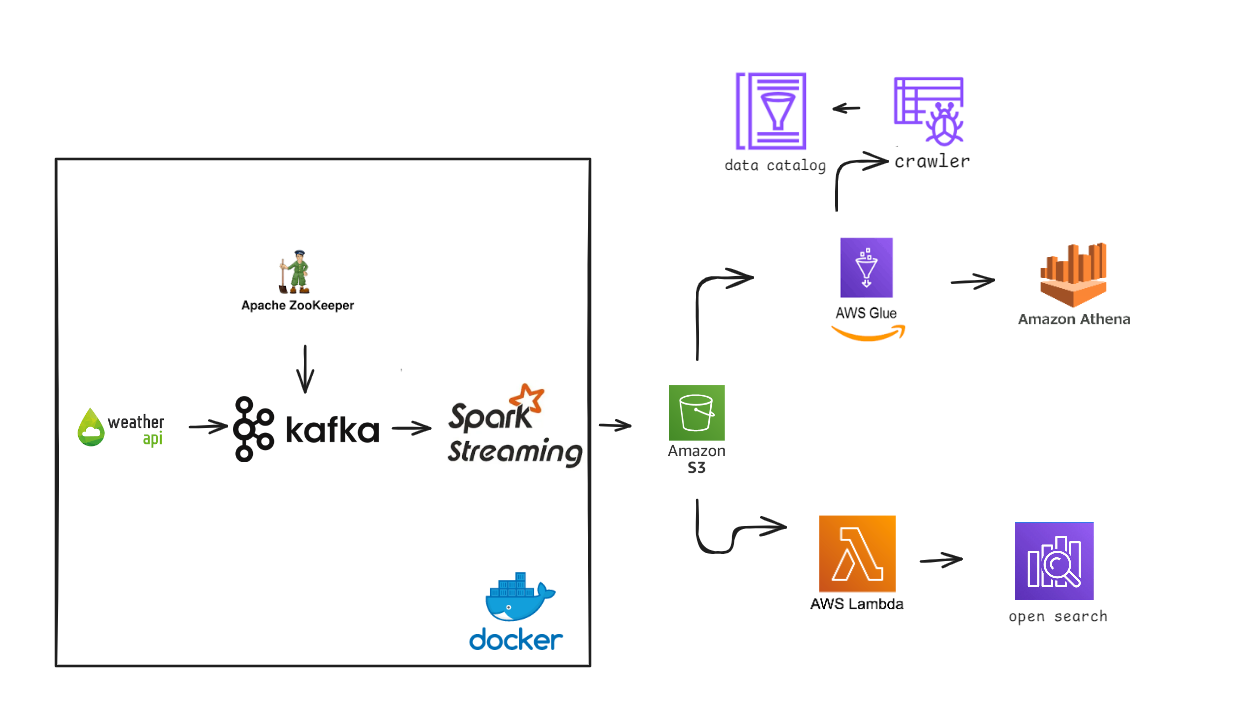 data catalog
crawler
Apache ZooKeeper
AWS Glue
Amazon Athena
weather
api
kafka
Spark
Streaming
Amazon
S3
AWS Lambda
open search
docker